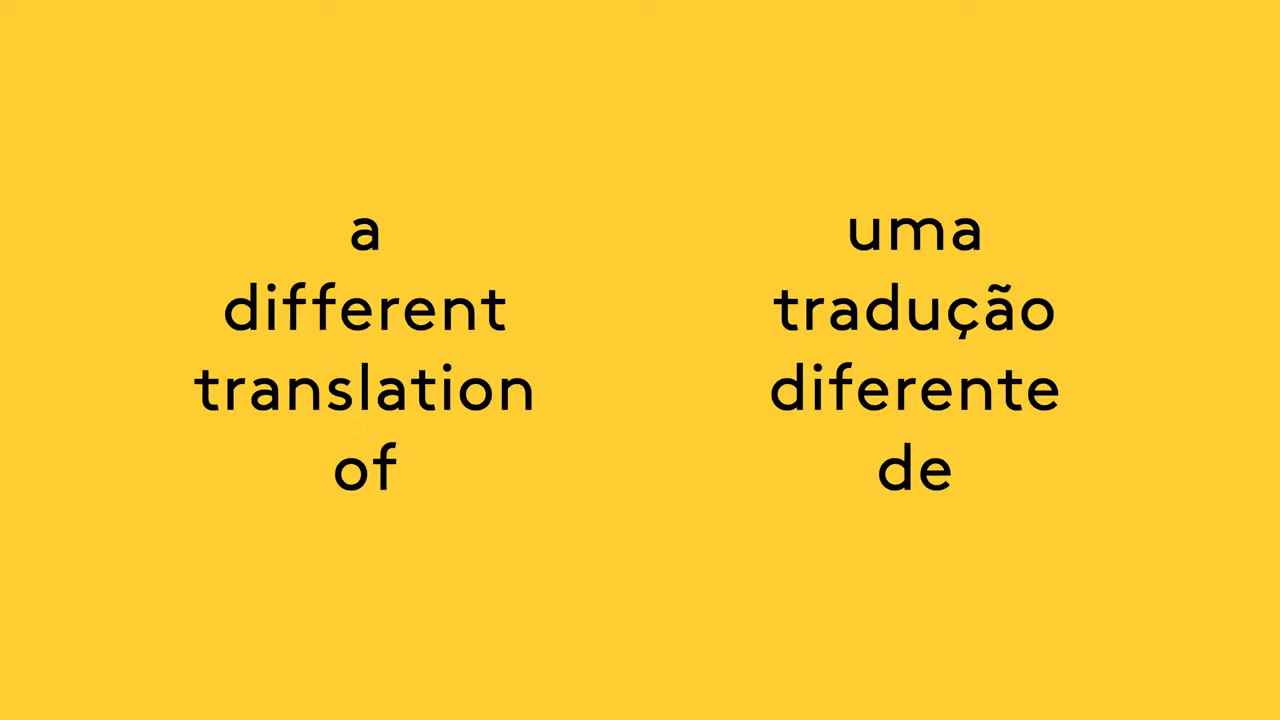 a
different
translation
of
uma
tradução
diferente
de